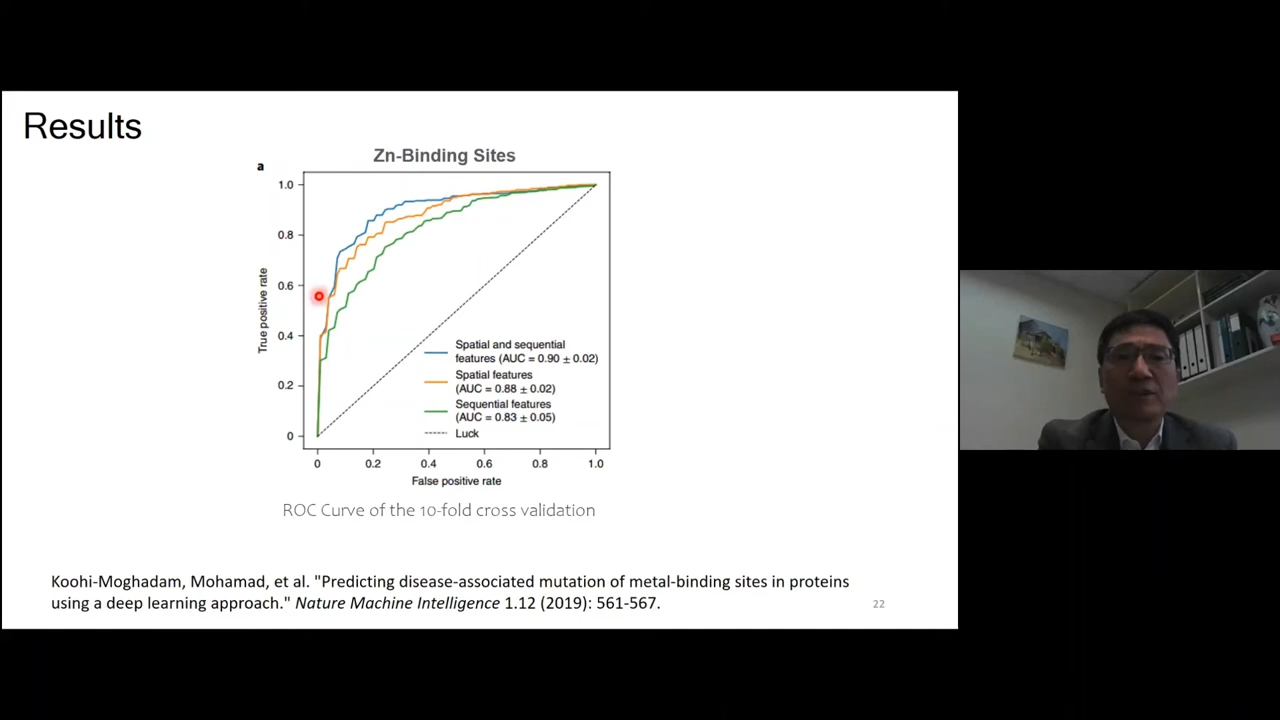 Results
Zn-Binding Sites
a
1.0
0.8
0.6
0.4
0.2
0
True positive rate
Spatial and sequential
features (AUC = 0.90 ± 0.02)
Spatial features
(AUC = 0.88 ± 0.02)
Sequential features
(AUC = 0.83 ± 0.05)
Luck
0 0.2 0.4 0.6 0.8 1.0
False positive rate
ROC Curve of the 10-fold cross validation
Koohi-Moghadam, Mohamad, et al. "Predicting disease-associated mutation of metal-binding sites in proteins
using a deep learning approach." Nature Machine Intelligence 1.12 (2019): 561-567.
22